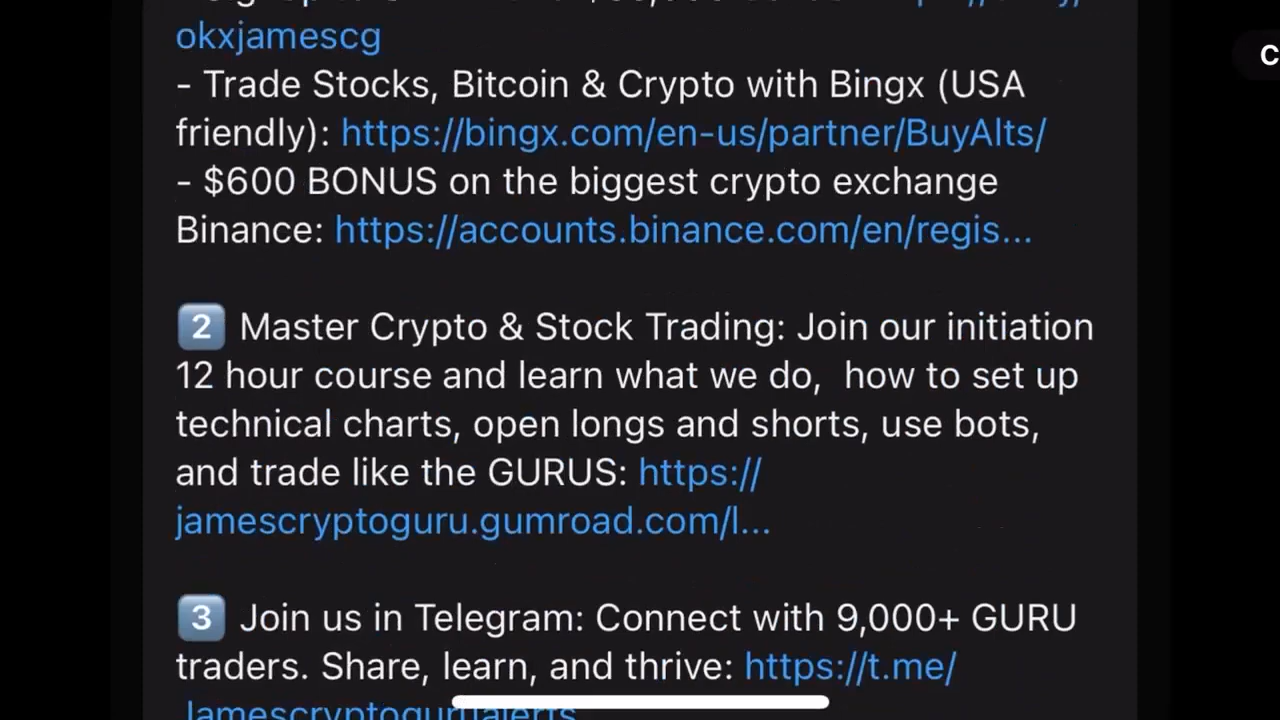 okxjamescg
- Trade Stocks, Bitcoin & Crypto with Bingx (USA
friendly): https://bingx.com/en-us/partner/BuyAlts/
- $600 BONUS on the biggest crypto exchange
Binance: https://accounts.binance.com/en/regis...
2 Master Crypto & Stock Trading: Join our initiation
12 hour course and learn what we do, how to set up
technical charts, open longs and shorts, use bots,
and trade like the GURUS: https://
jamescryptoguru.gumroad.com/l...
3 Join us in Telegram: Connect with 9,000+ GURU
traders. Share, learn, and thrive: https://t.me/